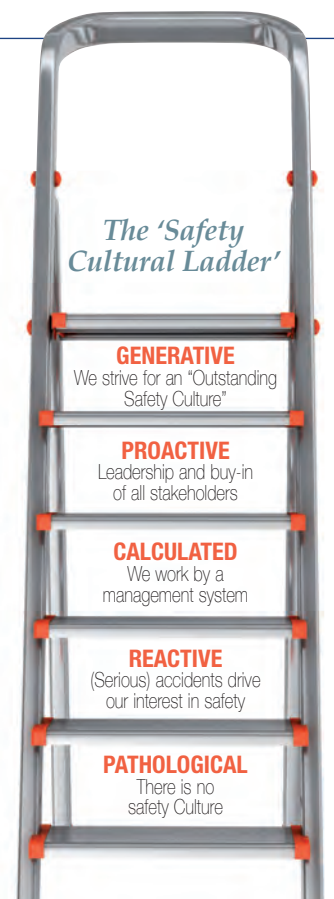 The ‘Safety
Cultural Ladder’
GENERATIVE
We strive for an “Outstanding
Safety Culture”
PROACTIVE
Leadership and buy-in
of all stakeholders
CALCULATED
We work by a
management system
REACTIVE
(Serious) accidents drive
our interest in safety
PATHOLOGICAL
There is no
safety Culture